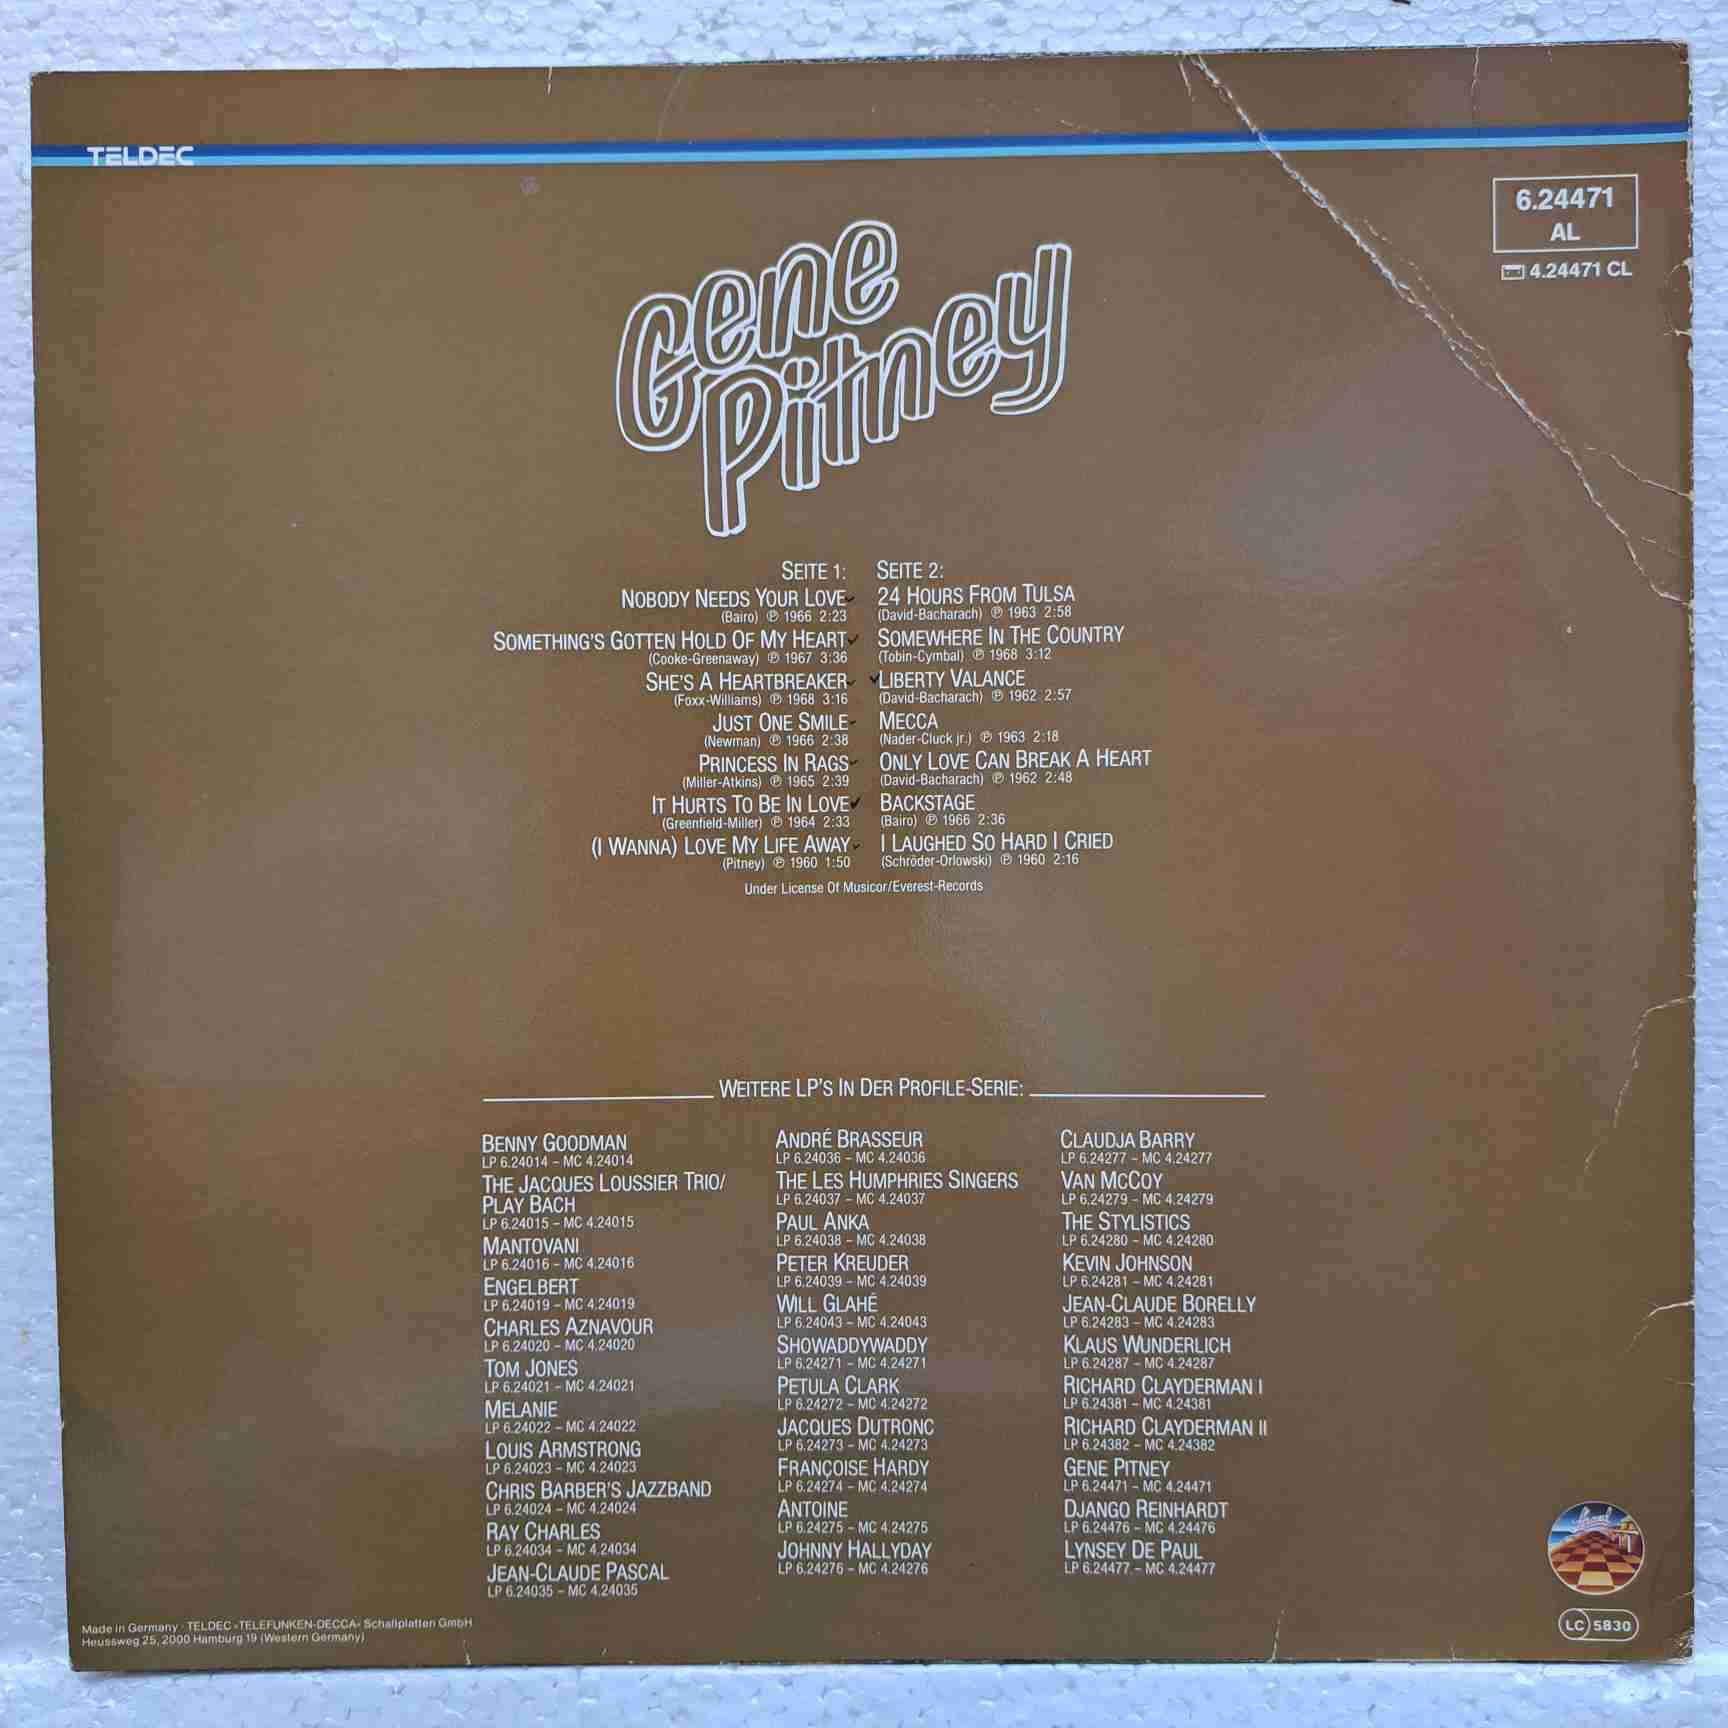 TELDEC
6.24471
AL
4.24471 CL
Gene
Pitney
SEITE 1:
NOBODY NEEDS YOUR LOVE
(Bairo) ℗ 1966 2:23
SOMETHING'S GOTTEN HOLD OF MY HEART
(Cooke-Greenaway) ℗ 1967 3:36
SHE'S A HEARTBREAKER
(Foxx-Williams) ℗ 1968 3:16
JUST ONE SMILE
(Newman) ℗ 1966 2:38
PRINCESS IN RAGS
(Miller-Atkins) ℗ 1965 2:39
IT HURTS TO BE IN LOVE
(Greenfield-Miller) ℗ 1964 2:33
(I WANNA) LOVE MY LIFE AWAY
(Pitney) ℗ 1960 1:50
SEITE 2:
24 HOURS FROM TULSA
(David-Bacharach) ℗ 1963 2:58
SOMEWHERE IN THE COUNTRY
(Tobin-Cymbal) ℗ 1968 3:12
LIBERTY VALANCE
(David-Bacharach) ℗ 1962 2:57
MECCA
(Nader-Cluck jr.) ℗ 1963 2:18
ONLY LOVE CAN BREAK A HEART
(David-Bacharach) ℗ 1962 2:48
BACKSTAGE
(Bairo) ℗ 1966 2:36
I LAUGHED SO HARD I CRIED
(Schröder-Orlowski) ℗ 1960 2:16
Under License Of Musicor/Everest-Records
WEITERE LP'S IN DER PROFILE-SERIE:
BENNY GOODMAN
LP 6.24014 – MC 4.24014
THE JACQUES LOUSSIER TRIO/
PLAY BACH
LP 6.24015 – MC 4.24015
MANTOVANI
LP 6.24016 – MC 4.24016
ENGELBERT
LP 6.24019 – MC 4.24019
CHARLES AZNAVOUR
LP 6.24020 – MC 4.24020
TOM JONES
LP 6.24021 – MC 4.24021
MELANIE
LP 6.24022 – MC 4.24022
LOUIS ARMSTRONG
LP 6.24023 – MC 4.24023
CHRIS BARBER'S JAZZBAND
LP 6.24024 – MC 4.24024
RAY CHARLES
LP 6.24034 – MC 4.24034
JEAN-CLAUDE PASCAL
LP 6.24035 – MC 4.24035
ANDRÉ BRASSEUR
LP 6.24036 – MC 4.24036
THE LES HUMPHRIES SINGERS
LP 6.24037 – MC 4.24037
PAUL ANKA
LP 6.24038 – MC 4.24038
PETER KREUDER
LP 6.24039 – MC 4.24039
WILL GLAHÉ
LP 6.24043 – MC 4.24043
SHOWADDYWADDY
LP 6.24271 – MC 4.24271
PETULA CLARK
LP 6.24272 – MC 4.24272
JACQUES DUTRONC
LP 6.24273 – MC 4.24273
FRANÇOISE HARDY
LP 6.24274 – MC 4.24274
ANTOINE
LP 6.24275 – MC 4.24275
JOHNNY HALLYDAY
LP 6.24276 – MC 4.24276
CLAUDJA BARRY
LP 6.24277 – MC 4.24277
VAN MCCOY
LP 6.24279 – MC 4.24279
THE STYLISTICS
LP 6.24280 – MC 4.24280
KEVIN JOHNSON
LP 6.24281 – MC 4.24281
JEAN-CLAUDE BORELLY
LP 6.24283 – MC 4.24283
KLAUS WUNDERLICH
LP 6.24287 – MC 4.24287
RICHARD CLAYDERMAN I
LP 6.24381 – MC 4.24381
RICHARD CLAYDERMAN II
LP 6.24382 – MC 4.24382
GENE PITNEY
LP 6.24471 – MC 4.24471
DJANGO REINHARDT
LP 6.24476 – MC 4.24476
LYNSEY DE PAUL
LP 6.24477 – MC 4.24477
Made in Germany · TELDEC »TELEFUNKEN-DECCA« Schallplatten GmbH
Heussweg 25, 2000 Hamburg 19 (Western Germany)
LC 5830